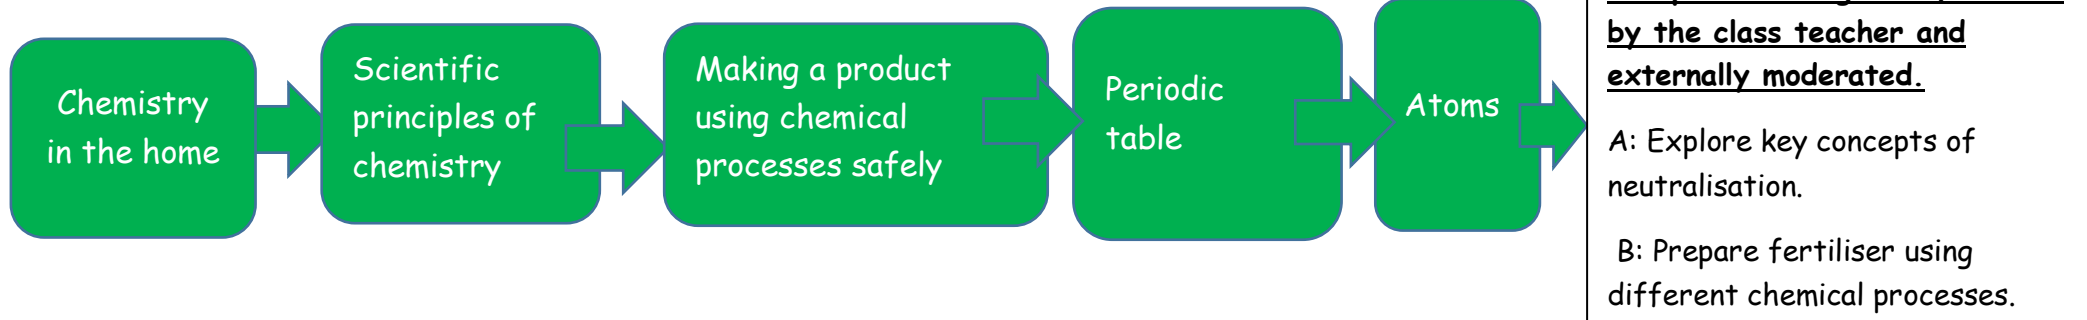 Chemistry
in the home
Scientific
principles of
chemistry
Making a product
using chemical
processes safely
Periodic
table
Atoms
by the class teacher and
externally moderated.
A: Explore key concepts of
neutralisation.
B: Prepare fertiliser using
different chemical processes.